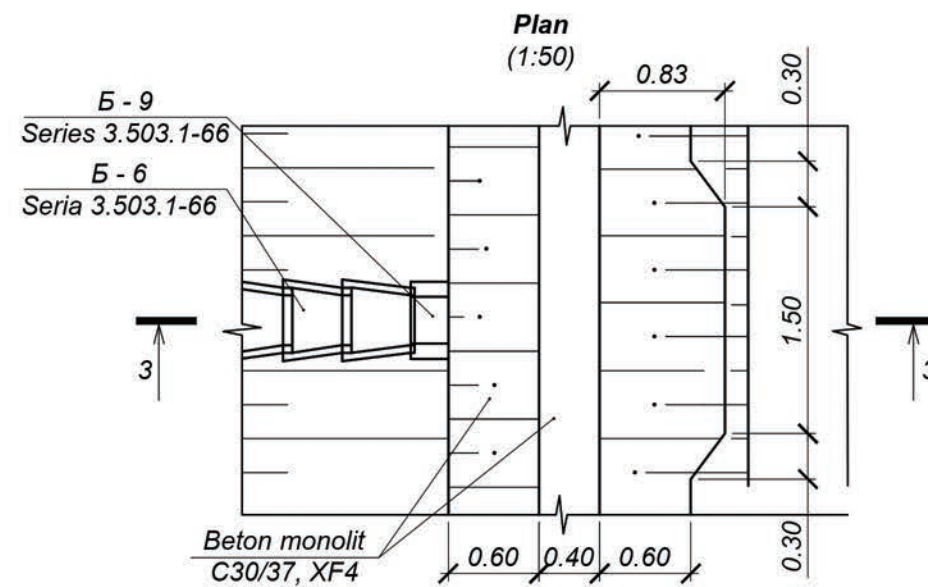 Plan
(1:50)
0.83
0.30
Б - 9
Series 3.503.1-66
Б - 6
Seria 3.503.1-66
1.50
3
3
Beton monolit
C30/37, XF4
0.60
0.40
0.60
0.30